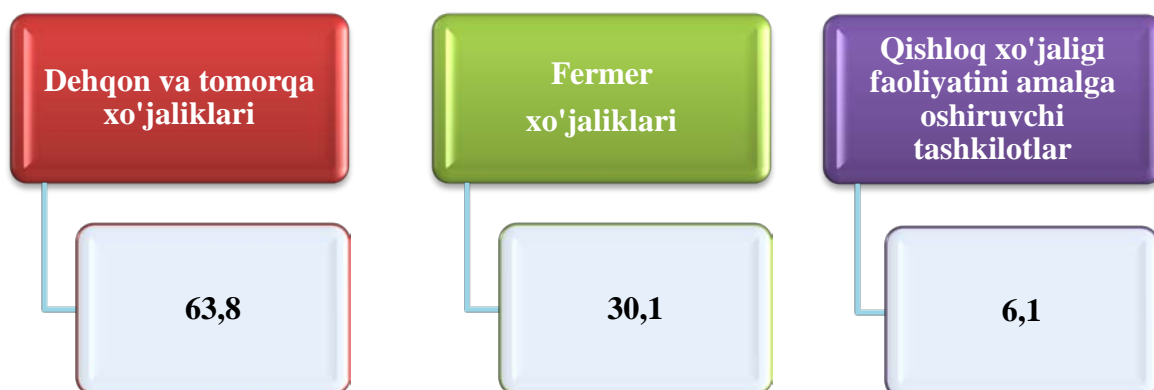 Dehqon va tomorqa
xo'jaliklari
63,8
Fermer
xo'jaliklari
30,1
Qishloq xo'jaligi
faoliyatini amalga
oshiruvchi
tashkilotlar
6,1